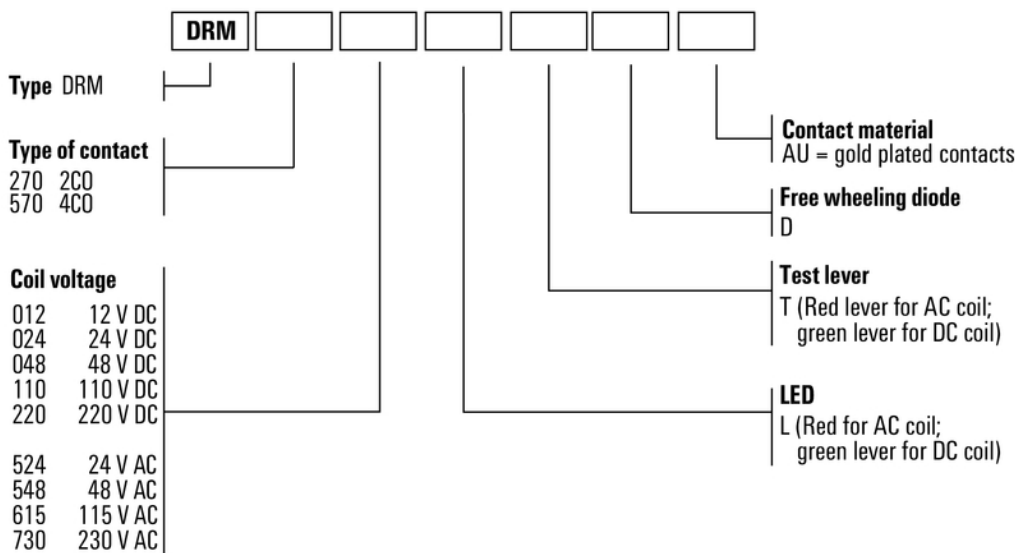 DRM
Type DRM
Type of contact
270 2CO
570 4CO
Coil voltage
012 12 V DC
024 24 V DC
048 48 V DC
110 110 V DC
220 220 V DC
524 24 V AC
548 48 V AC
615 115 V AC
730 230 V AC
Contact material
AU = gold plated contacts
Free wheeling diode
D
Test lever
T (Red lever for AC coil;
green lever for DC coil)
LED
L (Red for AC coil;
green lever for DC coil)